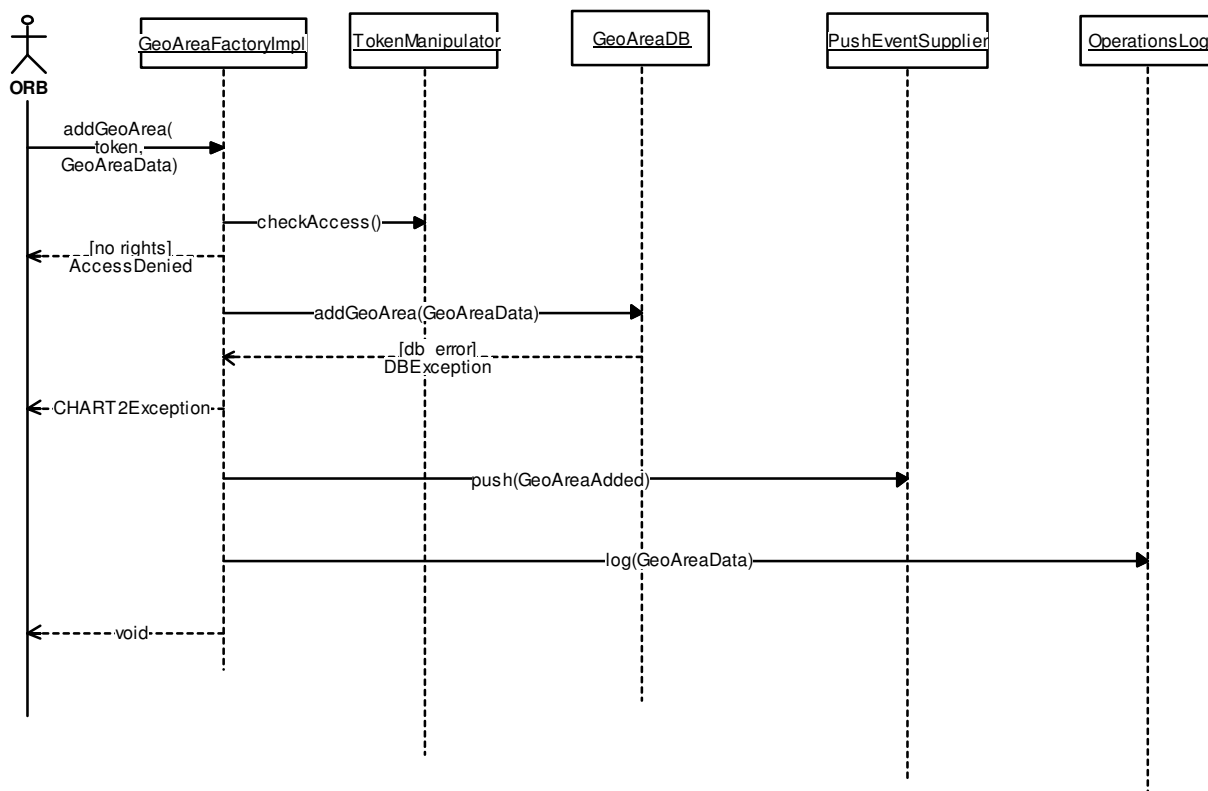 GeoAreaFactoryImpl
TokenManipulator
GeoAreaDB
PushEventSupplier
OperationsLog
ORB
addGeoArea(
token,
GeoAreaData)
checkAccess()
[no rights]
AccessDenied
addGeoArea(GeoAreaData)
[db error]
DBException
CHART2Exception
push(GeoAreaAdded)
log(GeoAreaData)
void